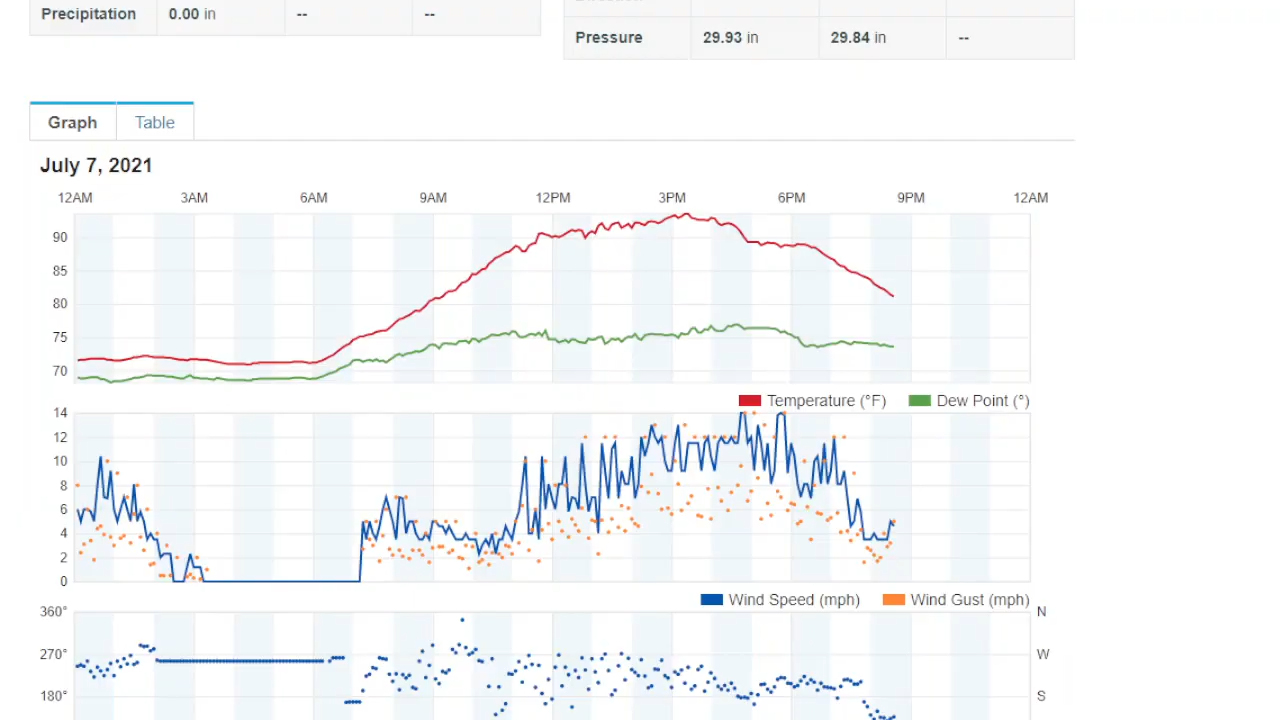 Precipitation 0.00 in -- --
Pressure 29.93 in 29.84 in --
Graph Table
July 7, 2021
12AM 3AM 6AM 9AM 12PM 3PM 6PM 9PM 12AM
90
85
80
75
70
Temperature (°F) Dew Point (°)
14
12
10
8
6
4
2
0
Wind Speed (mph) Wind Gust (mph)
360° N
270° W
180° S